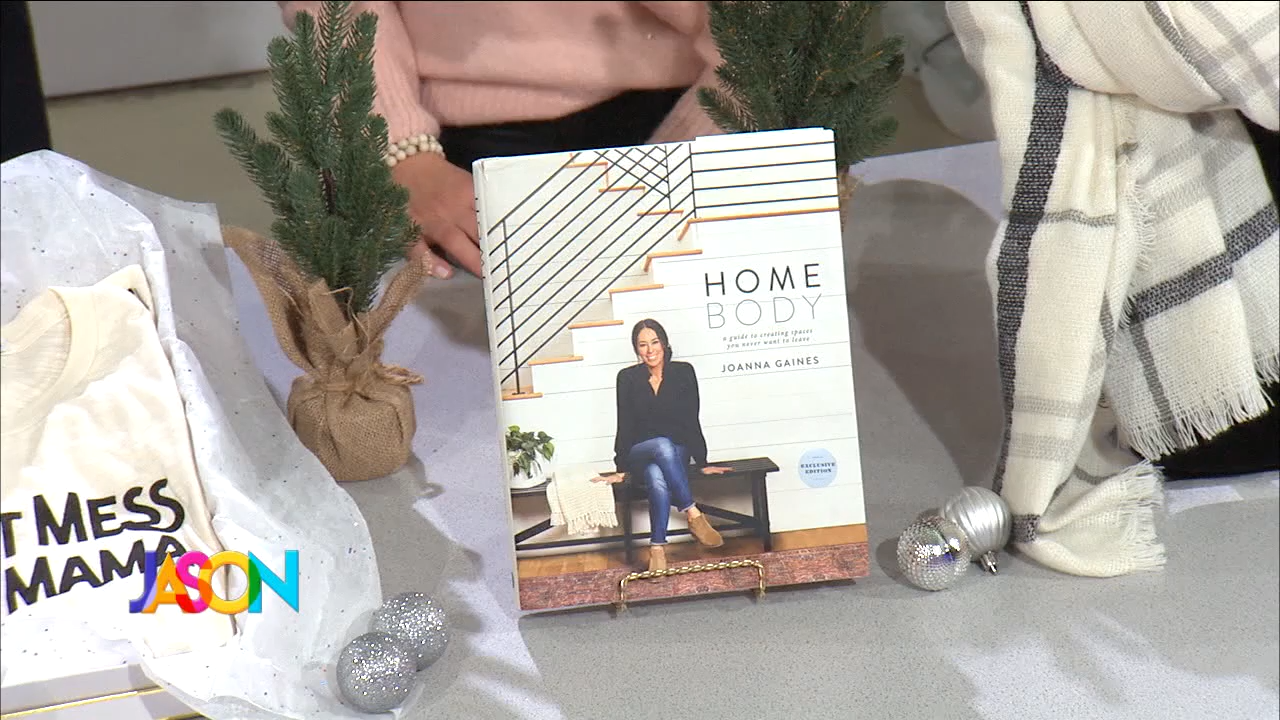 HOME
BODY
a guide to creating spaces
you never want to leave
JOANNA GAINES
EXCLUSIVE
EDITION
T MESS
MAMA
JASON